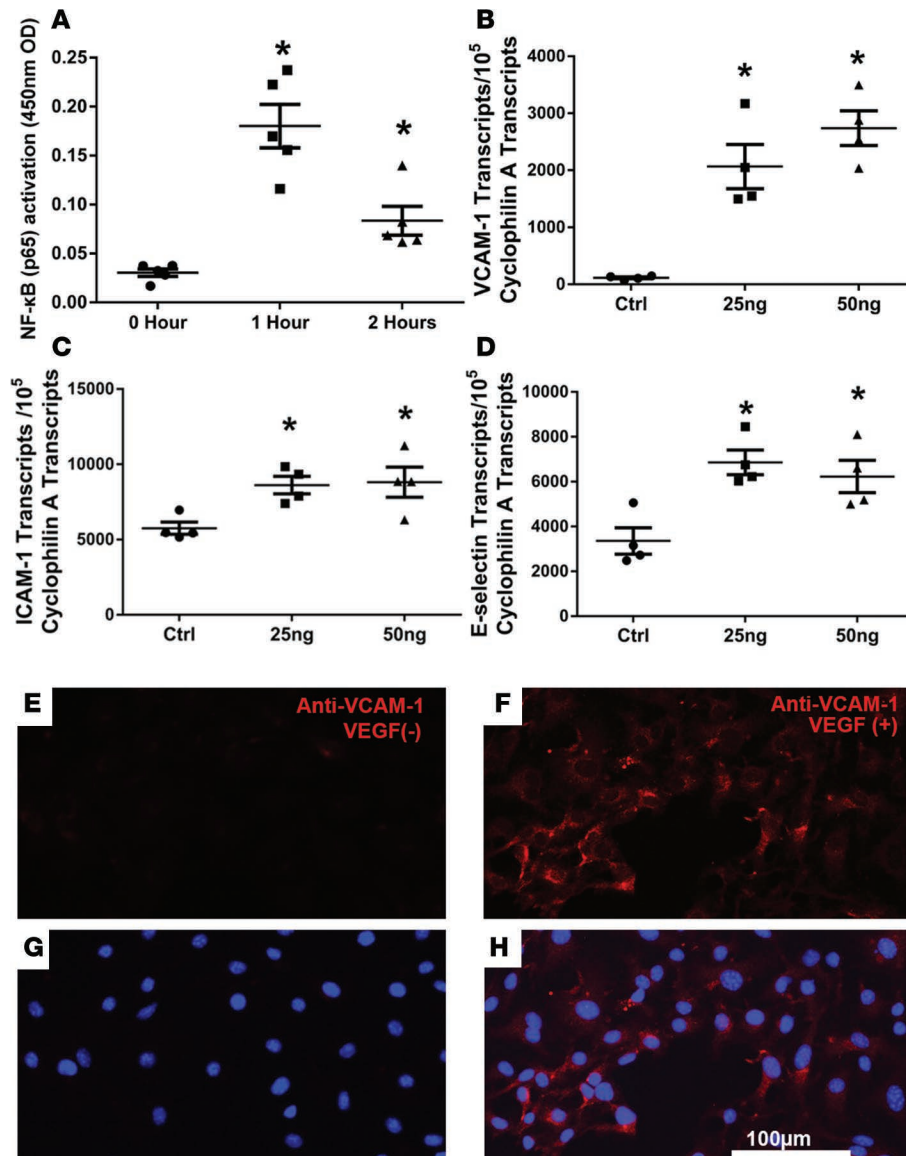 A
NF-κB (p65) activation (450nm OD)
0.25
0.20
0.15
0.10
0.05
0.00
*
*
0 Hour
1 Hour
2 Hours
B
VCAM-1 Transcripts/10⁵
Cyclophilin A Transcripts
4000
3000
2000
1000
0
*
*
Ctrl
25ng
50ng
C
ICAM-1 Transcripts /10⁵
Cyclophilin A Transcripts
15000
10000
5000
0
*
*
Ctrl
25ng
50ng
D
E-selectin Transcripts/10⁵
Cyclophilin A Transcripts
10000
8000
6000
4000
2000
0
*
*
Ctrl
25ng
50ng
E
Anti-VCAM-1
VEGF(-)
F
Anti-VCAM-1
VEGF (+)
G
H
100μm